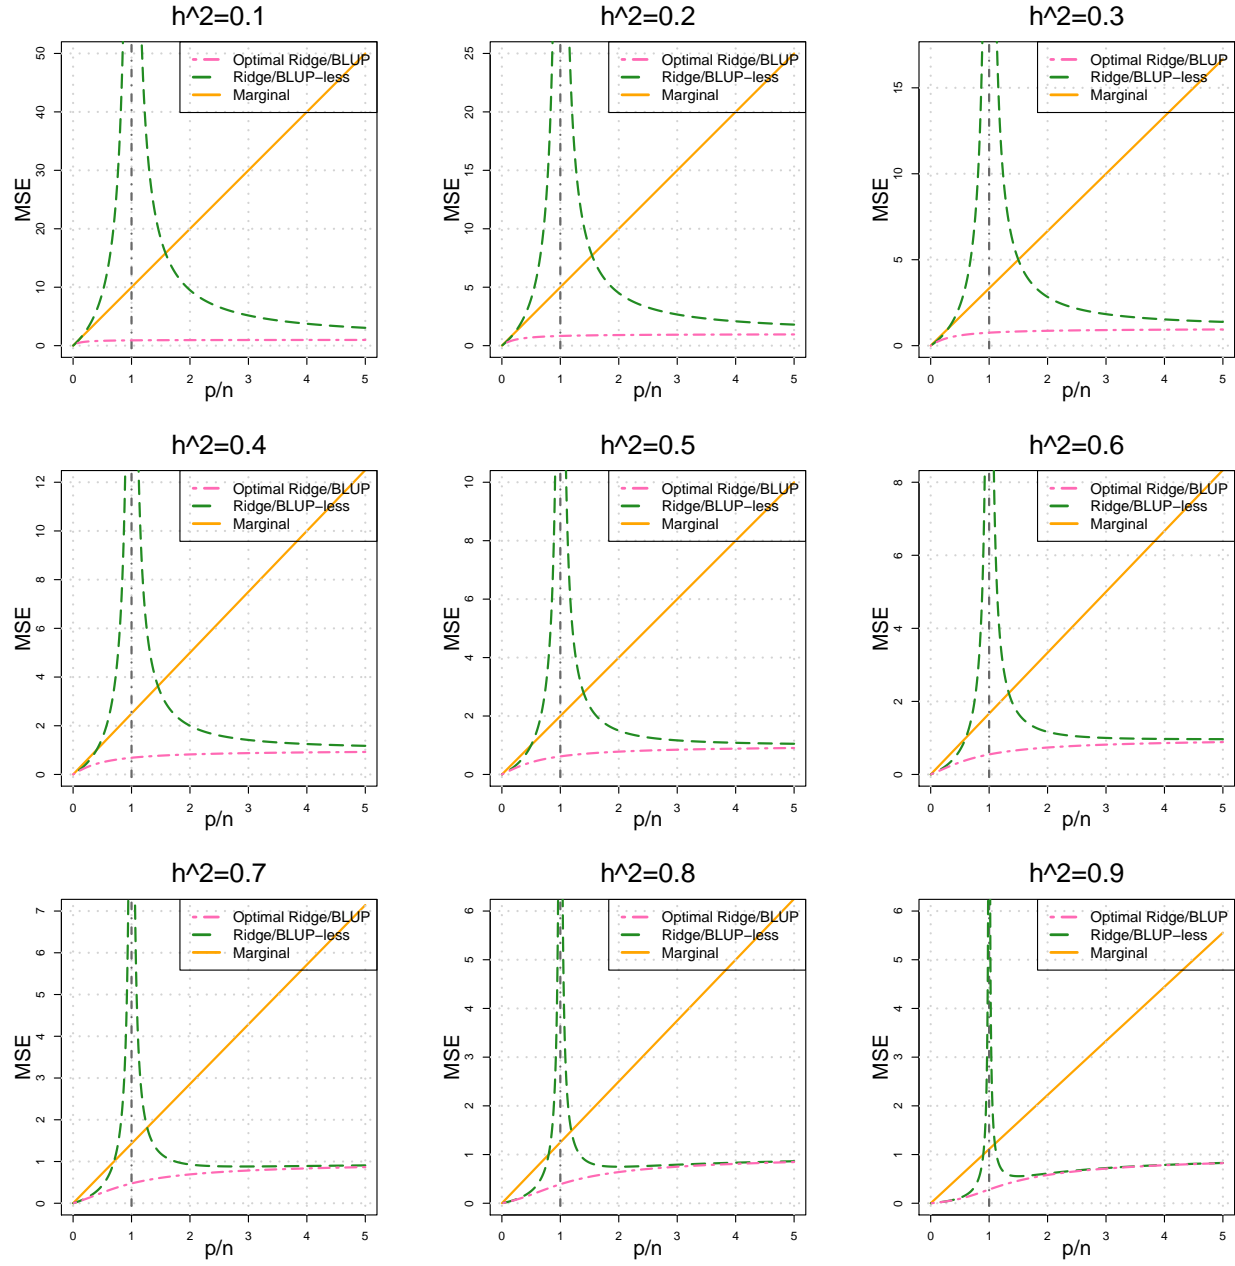 h^2=0.1
Optimal Ridge/BLUP
Ridge/BLUP−less
Marginal
MSE
0 10 20 30 40 50
0 1 2 3 4 5
p/n
h^2=0.2
Optimal Ridge/BLUP
Ridge/BLUP−less
Marginal
MSE
0 5 10 15 20 25
0 1 2 3 4 5
p/n
h^2=0.3
Optimal Ridge/BLUP
Ridge/BLUP−less
Marginal
MSE
0 5 10 15
0 1 2 3 4 5
p/n
h^2=0.4
Optimal Ridge/BLUP
Ridge/BLUP−less
Marginal
MSE
0 2 4 6 8 10 12
0 1 2 3 4 5
p/n
h^2=0.5
Optimal Ridge/BLUP
Ridge/BLUP−less
Marginal
MSE
0 2 4 6 8 10
0 1 2 3 4 5
p/n
h^2=0.6
Optimal Ridge/BLUP
Ridge/BLUP−less
Marginal
MSE
0 2 4 6 8
0 1 2 3 4 5
p/n
h^2=0.7
Optimal Ridge/BLUP
Ridge/BLUP−less
Marginal
MSE
0 1 2 3 4 5 6 7
0 1 2 3 4 5
p/n
h^2=0.8
Optimal Ridge/BLUP
Ridge/BLUP−less
Marginal
MSE
0 1 2 3 4 5 6
0 1 2 3 4 5
p/n
h^2=0.9
Optimal Ridge/BLUP
Ridge/BLUP−less
Marginal
MSE
0 1 2 3 4 5 6
0 1 2 3 4 5
p/n